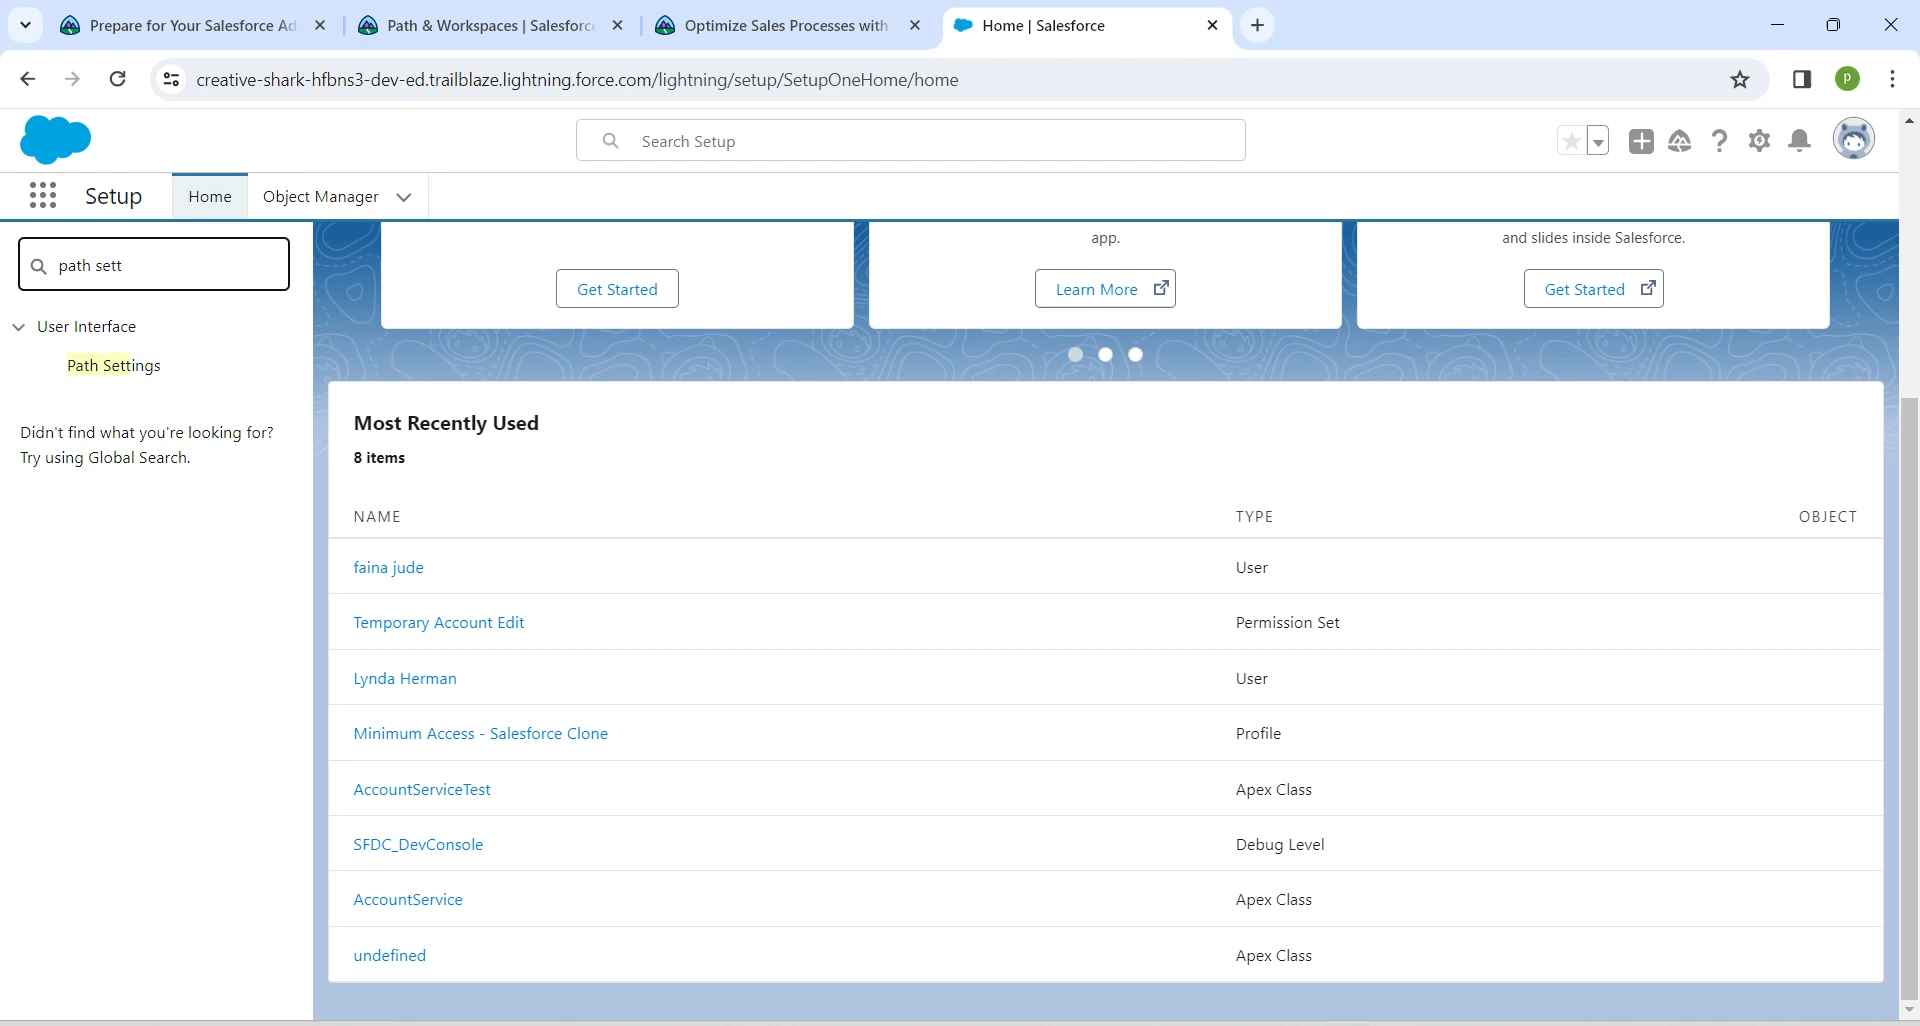 Prepare for Your Salesforce Ad
Path & Workspaces | Salesforce
Optimize Sales Processes with
Home | Salesforce
creative-shark-hfbns3-dev-ed.trailblaze.lightning.force.com/lightning/setup/SetupOneHome/home
P
Search Setup
Setup
Home
Object Manager
path sett
User Interface
Path Settings
Didn't find what you're looking for?
Try using Global Search.
app.
and slides inside Salesforce.
Get Started
Learn More
Get Started
Most Recently Used
8 items
NAME TYPE OBJECT
faina jude User
Temporary Account Edit Permission Set
Lynda Herman User
Minimum Access - Salesforce Clone Profile
AccountServiceTest Apex Class
SFDC_DevConsole Debug Level
AccountService Apex Class
undefined Apex Class